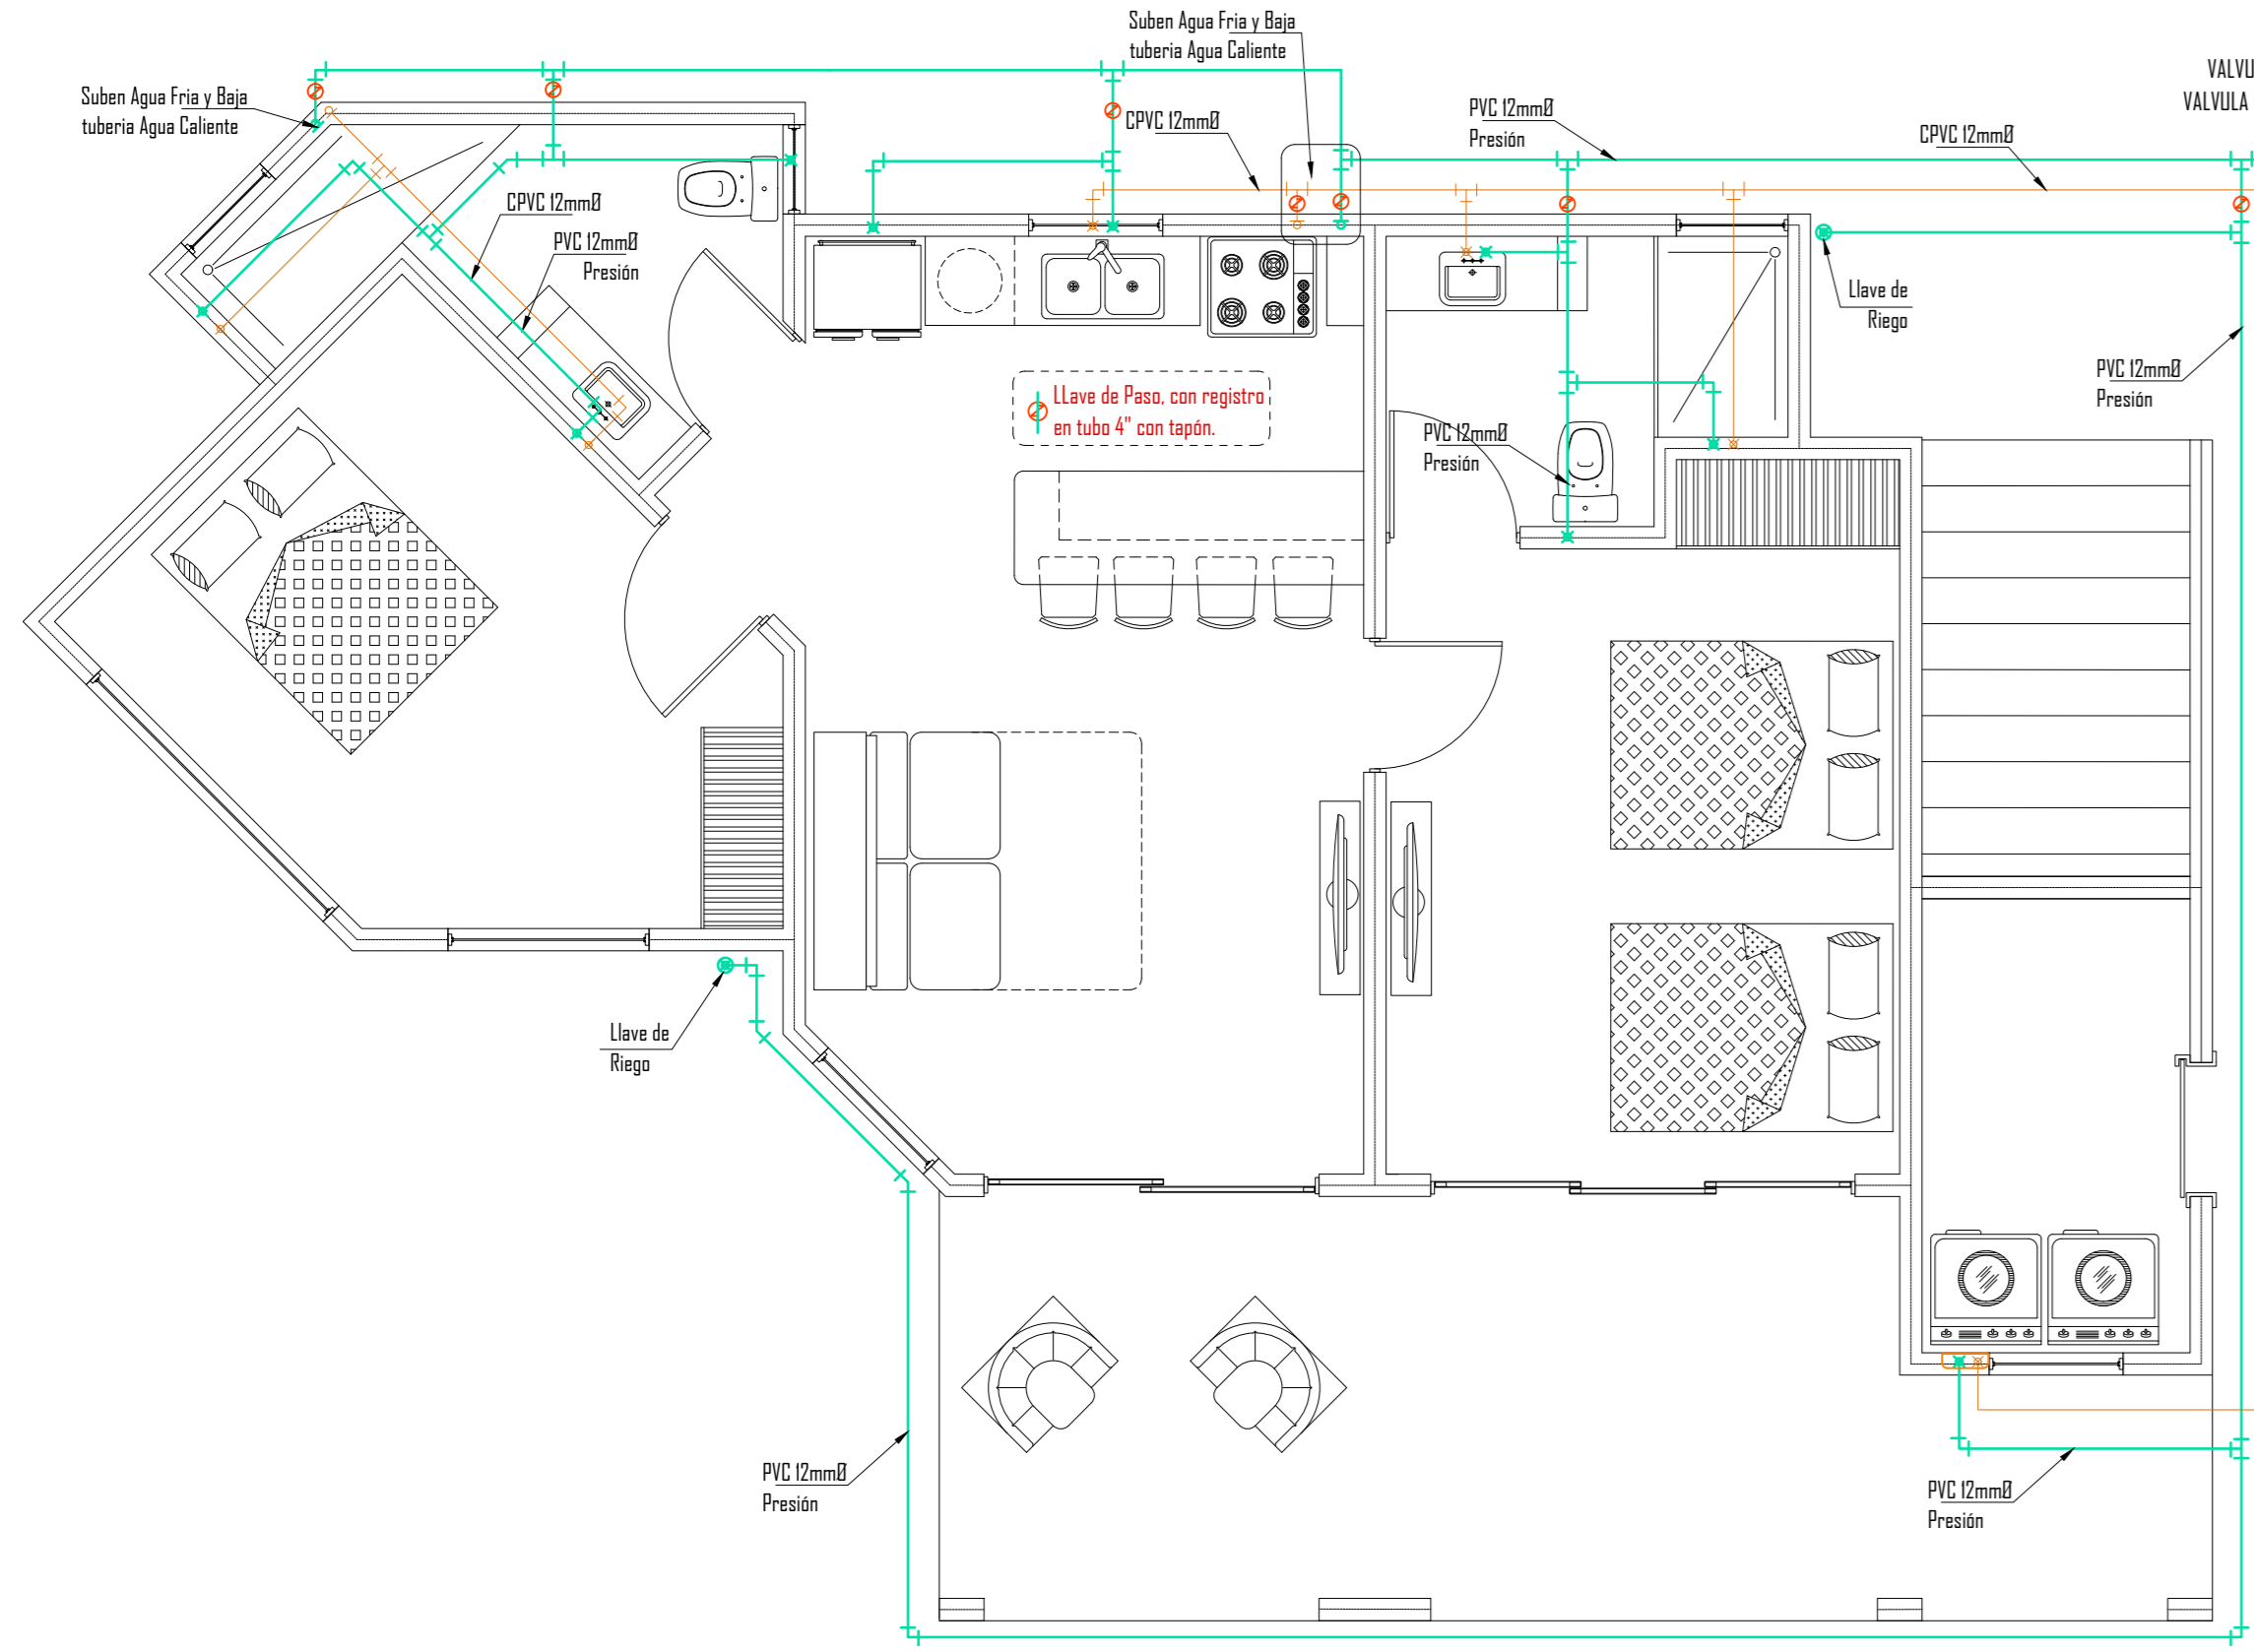 Suben Agua Fria y Baja
tuberia Agua Caliente
VALVU
VALVULA
Suben Agua Fria y Baja
tuberia Agua Caliente
CPVC 12mmØ
PVC 12mmØ
Presión
CPVC 12mmØ
CPVC 12mmØ
PVC 12mmØ
Presión
Llave de
Riego
PVC 12mmØ
Presión
LLave de Paso, con registro
en tubo 4" con tapón.
PVC 12mmØ
Presión
Llave de
Riego
PVC 12mmØ
Presión
PVC 12mmØ
Presión